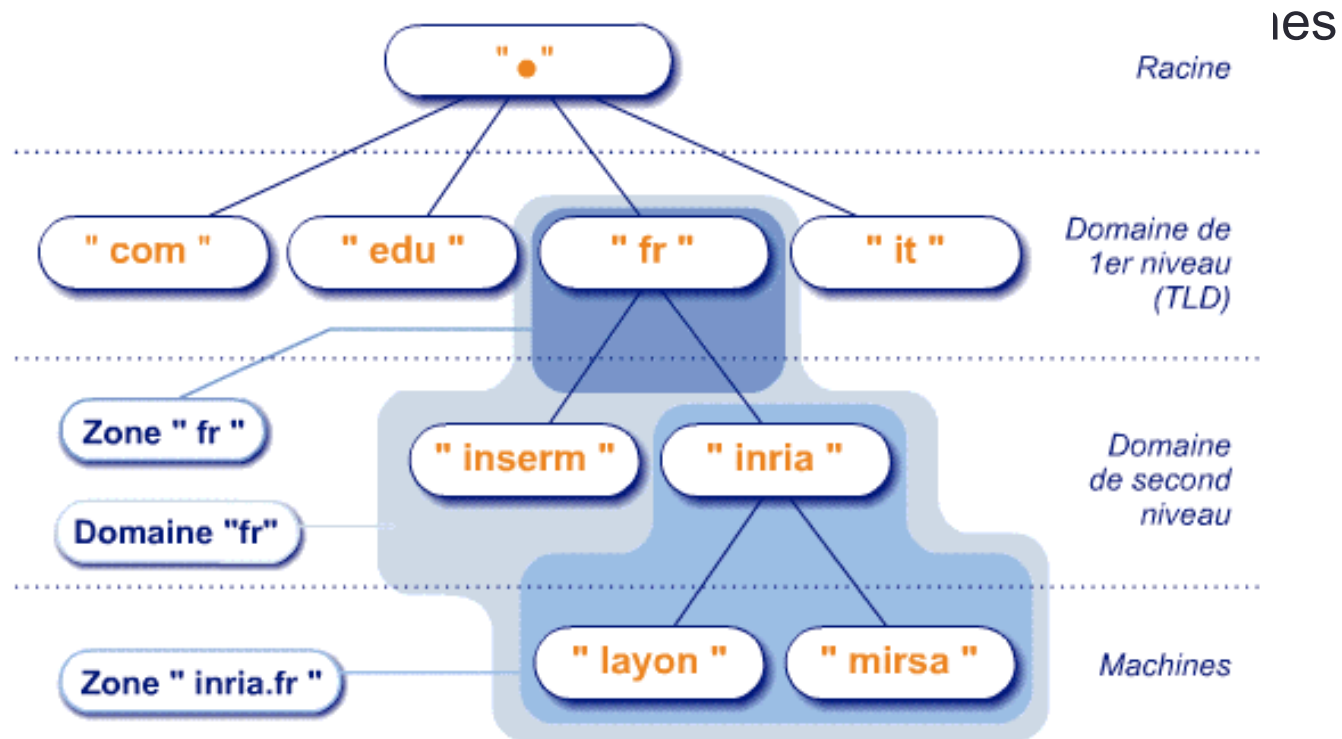 " • "
Racine
" com "
" edu "
" fr "
" it "
Domaine de
1er niveau
(TLD)
Zone " fr "
" inserm "
" inria "
Domaine
de second
niveau
Domaine "fr"
" layon "
" mirsa "
Machines
Zone " inria.fr "